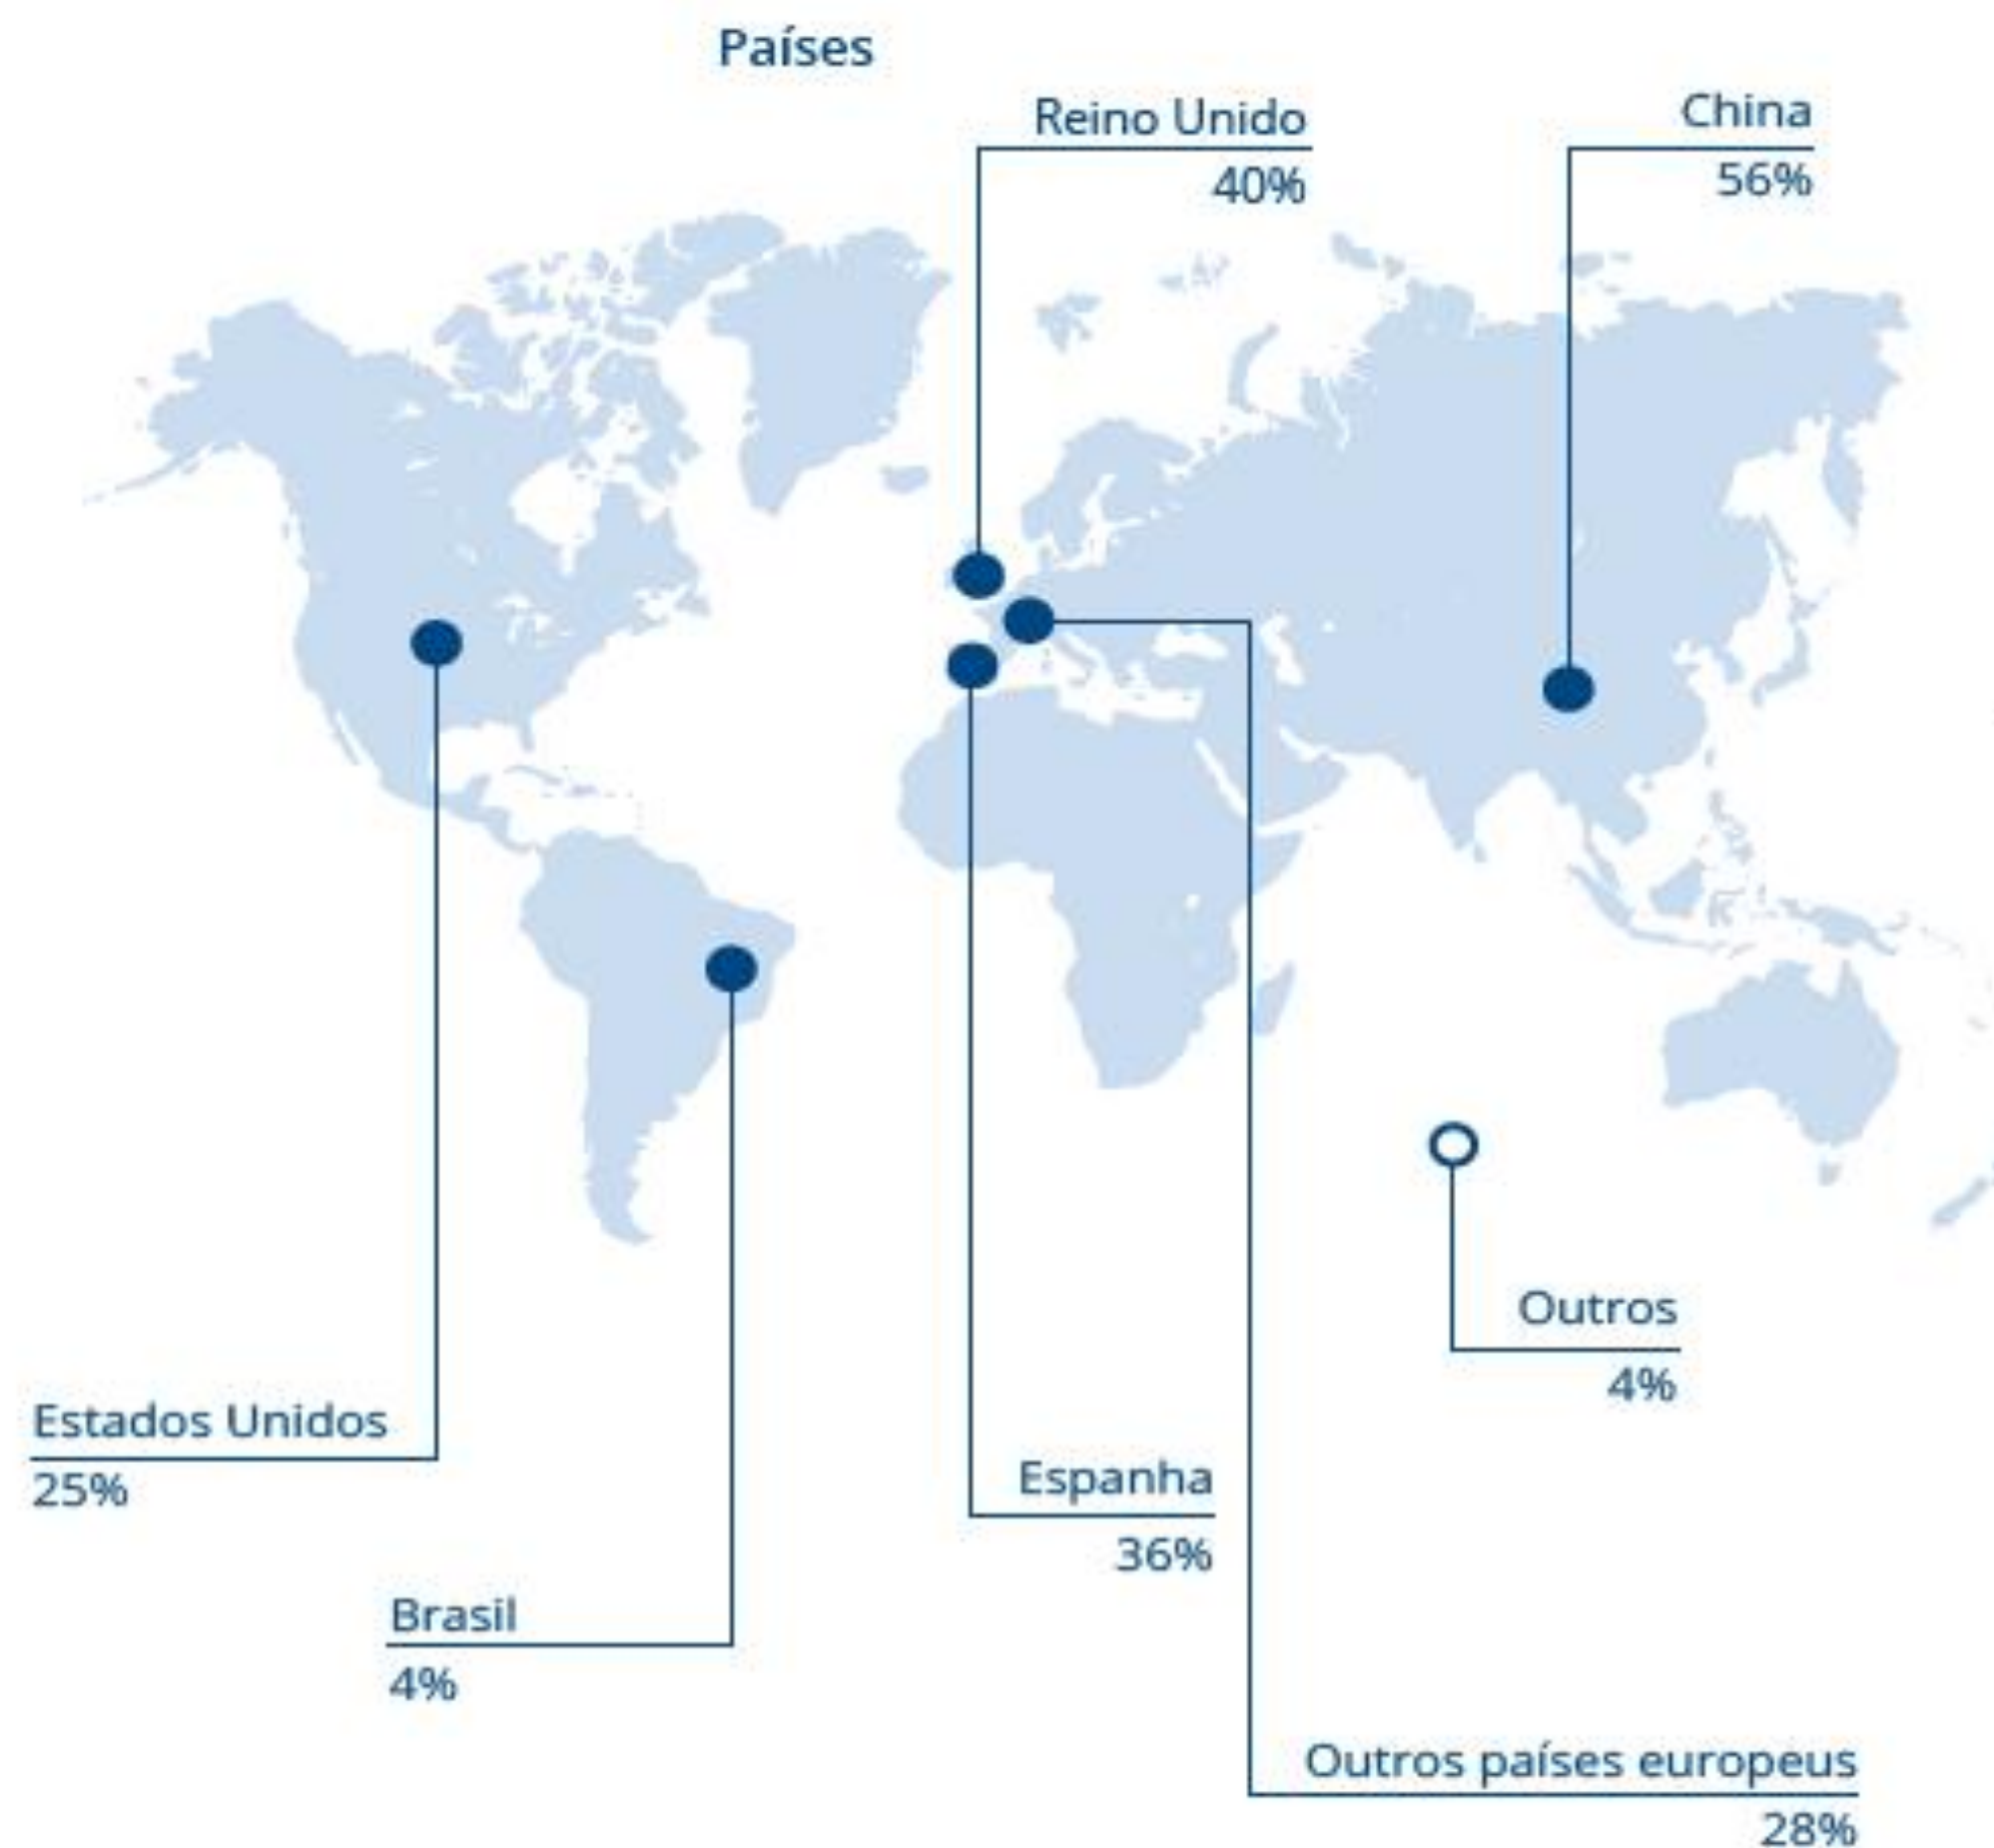 Países
Reino Unido
40%
China
56%
Outros
4%
Estados Unidos
25%
Espanha
36%
Brasil
4%
Outros países europeus
28%